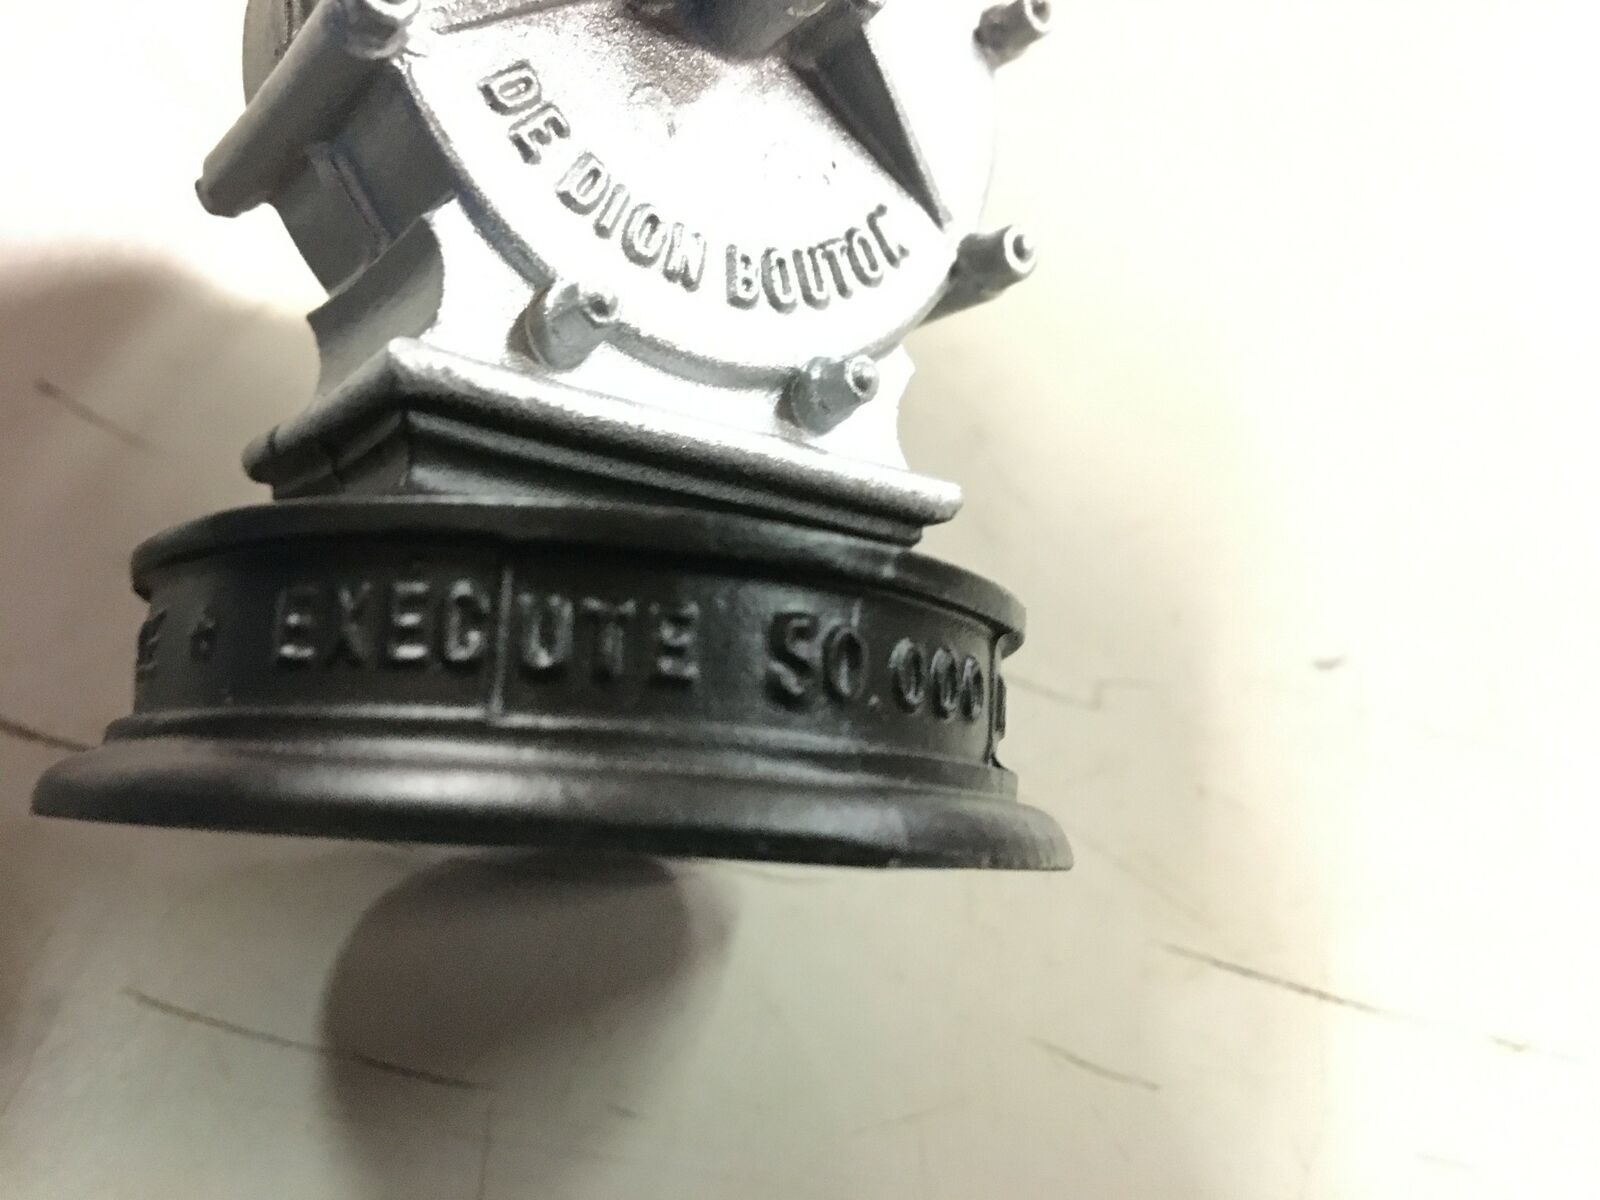 DE DION BOUTON
E + EXECUTE 50.000